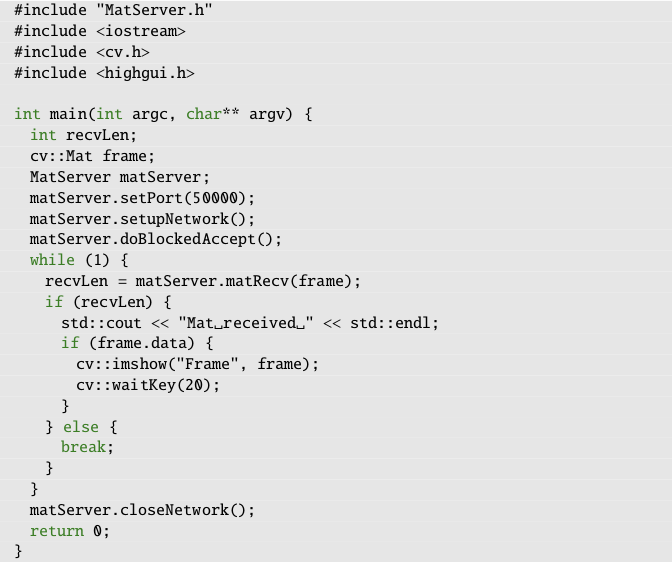 #include "MatServer.h"
#include <iostream>
#include <cv.h>
#include <highgui.h>

int main(int argc, char** argv) {
  int recvLen;
  cv::Mat frame;
  MatServer matServer;
  matServer.setPort(50000);
  matServer.setupNetwork();
  matServer.doBlockedAccept();
  while (1) {
    recvLen = matServer.matRecv(frame);
    if (recvLen) {
      std::cout << "Mat␣received␣" << std::endl;
      if (frame.data) {
        cv::imshow("Frame", frame);
        cv::waitKey(20);
      }
    } else {
      break;
    }
  }
  matServer.closeNetwork();
  return 0;
}